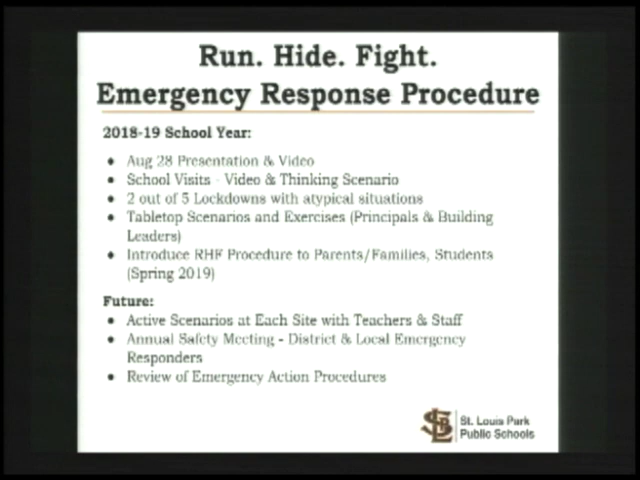 Run. Hide. Fight.
Emergency Response Procedure
2018-19 School Year:
● Aug 28 Presentation & Video
● School Visits - Video & Thinking Scenario
● 2 out of 5 Lockdowns with atypical situations
● Tabletop Scenarios and Exercises (Principals & Building
Leaders)
● Introduce RHF Procedure to Parents/Families, Students
(Spring 2019)
Future:
● Active Scenarios at Each Site with Teachers & Staff
● Annual Safety Meeting - District & Local Emergency
Responders
● Review of Emergency Action Procedures
St. Louis Park
Public Schools